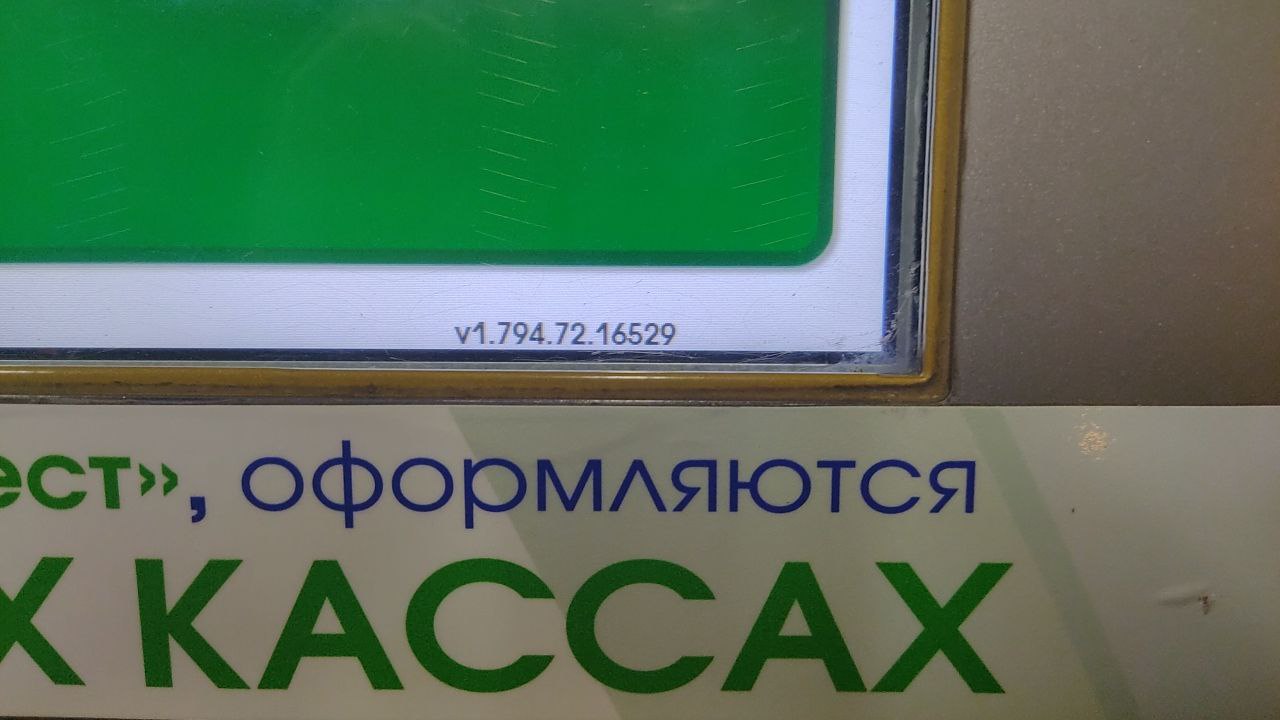 v1.794.72.16529
ест», оформляются
Х КАССАХ